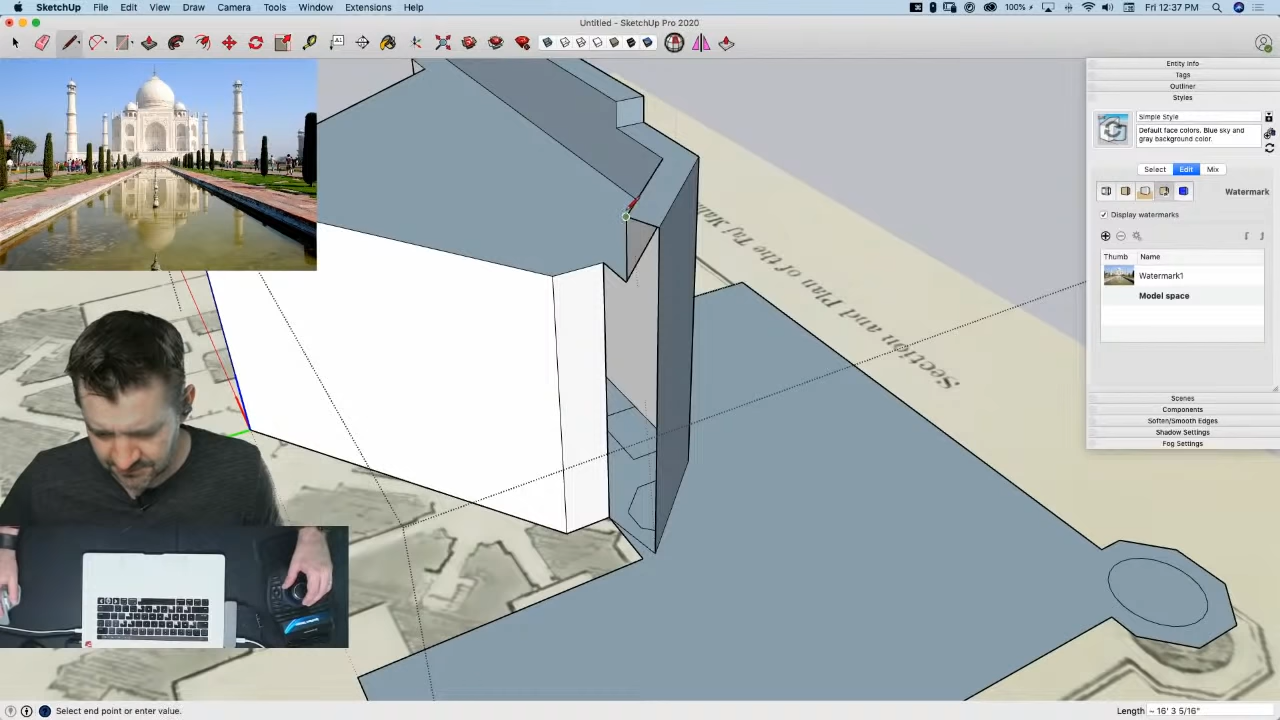 SketchUp File Edit View Draw Camera Tools Window Extensions Help
100% Fri 12:37 PM
Untitled - SketchUp Pro 2020
Entity Info
Tags
Outliner
Styles
Simple Style
Default face colors. Blue sky and
gray background color.
Select Edit Mix
Watermark
Display watermarks
Thumb Name
Watermark1
Model space
Scenes
Components
Soften/Smooth Edges
Shadow Settings
Fog Settings
Section and Plan of the Taj Mahal
Select end point or enter value.
Length ~ 16' 3 5/16"